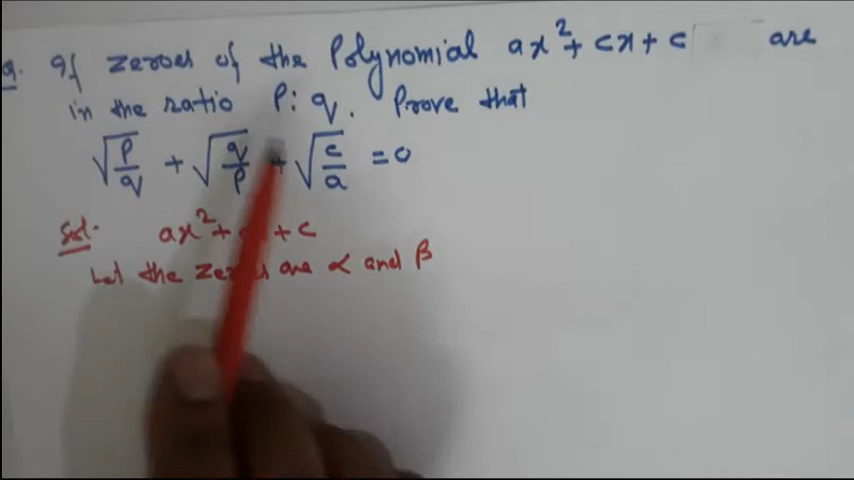 q. If zeroes of the Polynomial ax² + cx + c are
in the ratio P : q. Prove that
√(P/q) + √(q/P) + √(c/a) = 0
Sol. ax² + + c
Let the are α and β